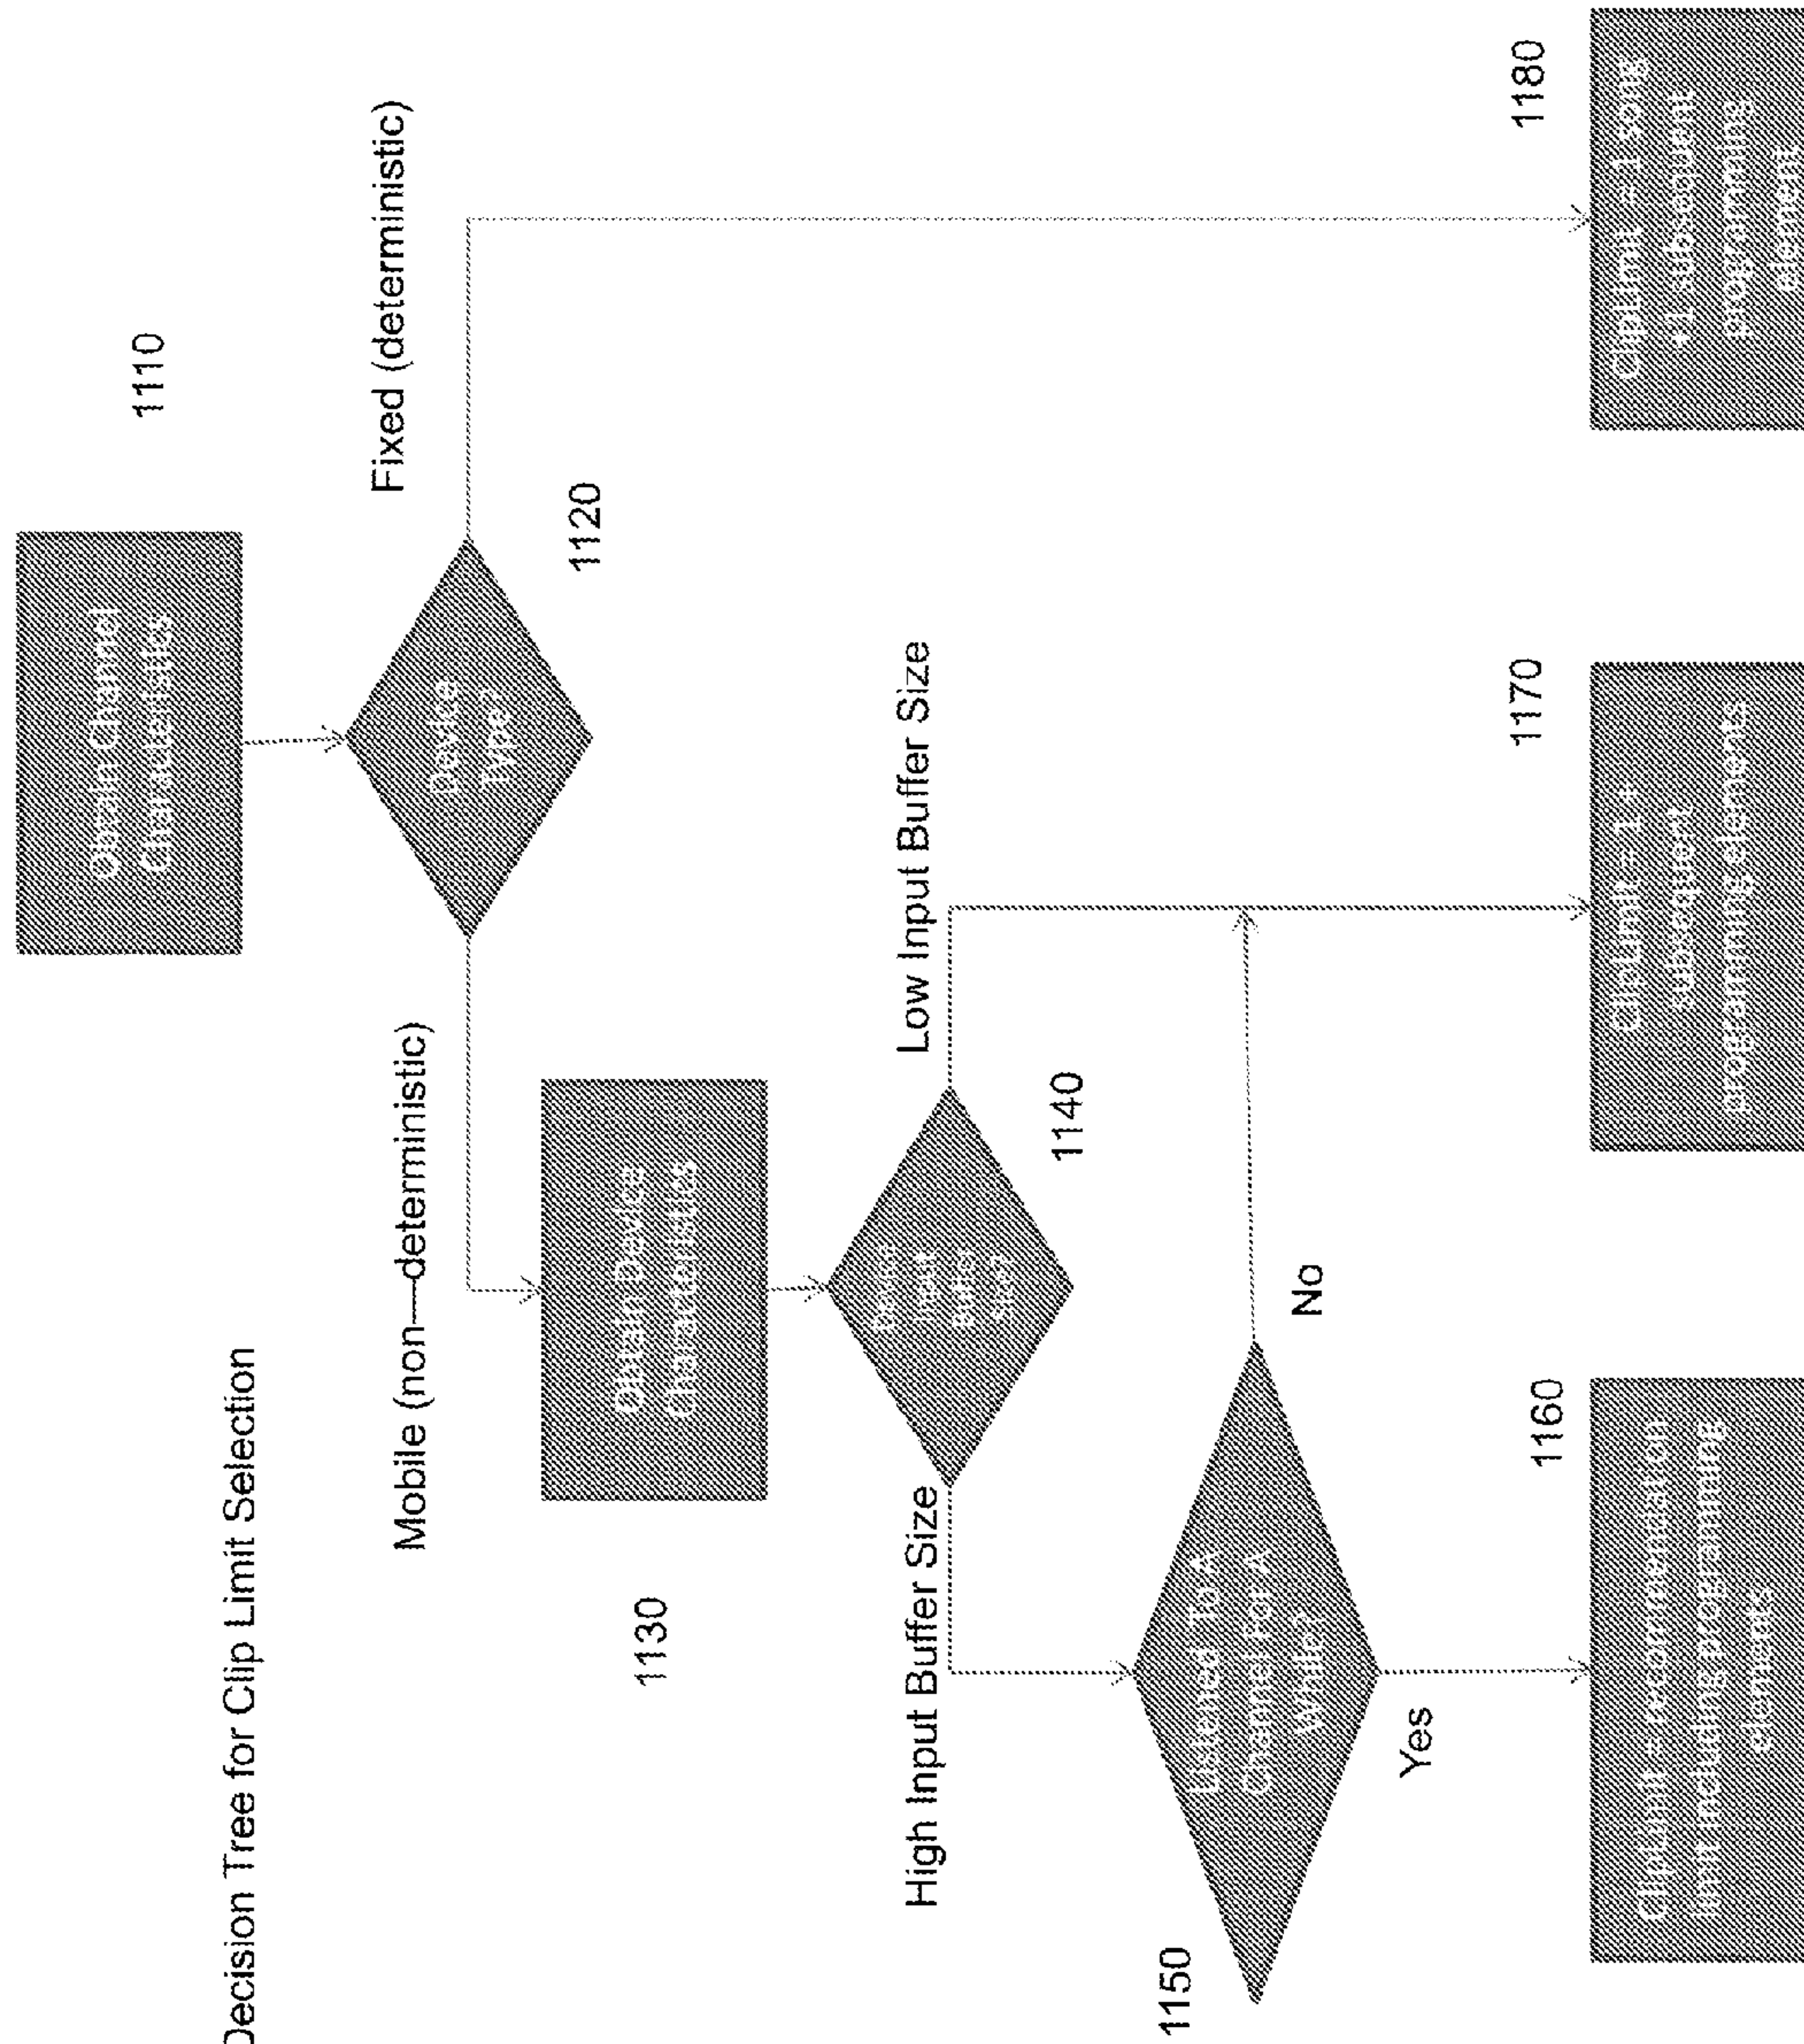 Decision Tree for Clip Limit Selection
1110
Obtain Channel
Characteristics
Device
Type?
1120
Fixed (deterministic)
Mobile (non—deterministic)
1130
Obtain Device
Characteristics
Device
Input
Buffer
Size?
1140
High Input Buffer Size
Low Input Buffer Size
1150
Listened To A
Channel For A
While?
No
Yes
1160
ClipLimit = recommendation
limit including programming
elements
1170
ClipLimit = 1 +
subsequent
programming elements
1180
ClipLimit = 1 song
+1 subsequent
programming
element